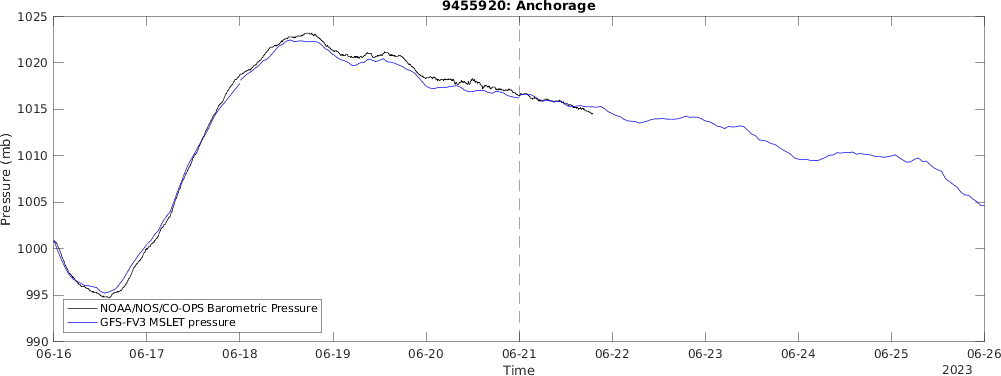 9455920: Anchorage
1025
1020
1015
1010
1005
1000
995
990
Pressure (mb)
NOAA/NOS/CO-OPS Barometric Pressure
GFS-FV3 MSLET pressure
06-16 06-17 06-18 06-19 06-20 06-21 06-22 06-23 06-24 06-25 06-26
Time
2023